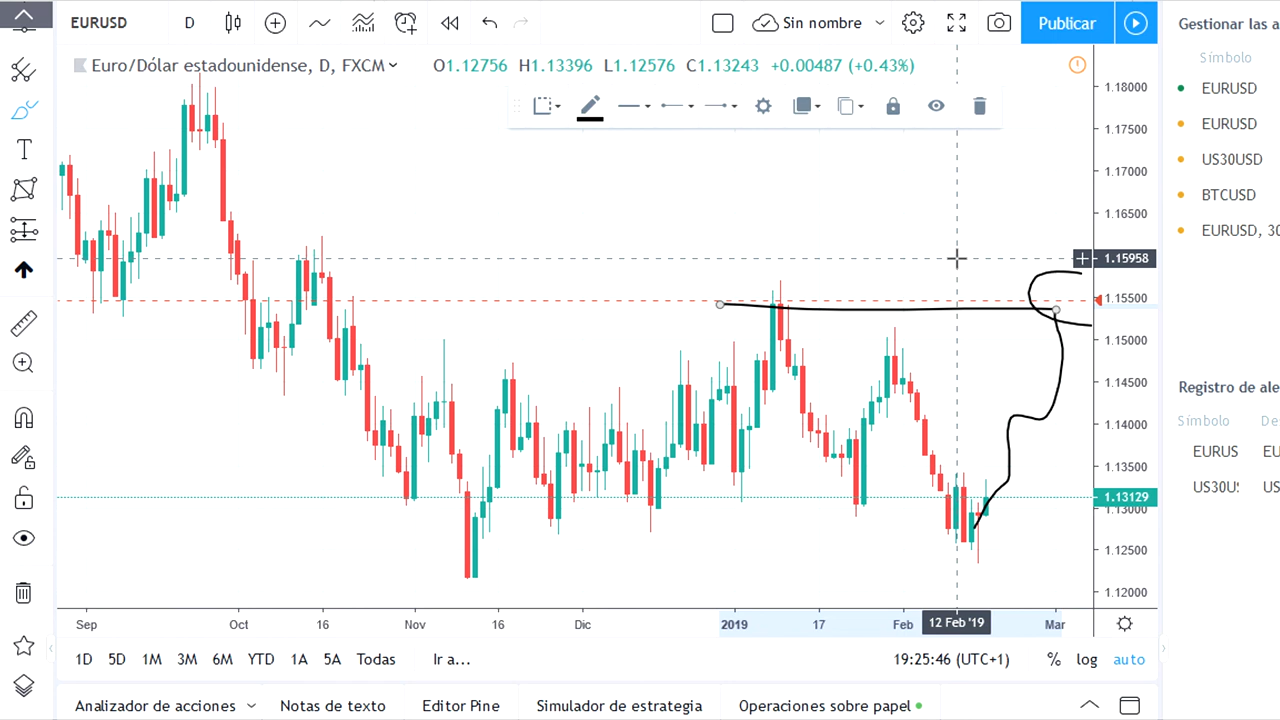 EURUSD D Sin nombre Publicar
Gestionar las a
Símbolo
Euro/Dólar estadounidense, D, FXCM O1.12756 H1.13396 L1.12576 C1.13243 +0.00487 (+0.43%)
EURUSD
EURUSD
US30USD
BTCUSD
EURUSD, 30
1.18000
1.17500
1.17000
1.16500
1.15958
1.15500
1.15000
1.14500
1.14000
1.13500
1.13129
1.13000
1.12500
1.12000
Registro de ale
Símbolo De
EURUS EU
US30U: US
Sep Oct 16 Nov 16 Dic 2019 17 Feb 12 Feb '19 Mar
1D 5D 1M 3M 6M YTD 1A 5A Todas Ir a... 19:25:46 (UTC+1) % log auto
Analizador de acciones Notas de texto Editor Pine Simulador de estrategia Operaciones sobre papel